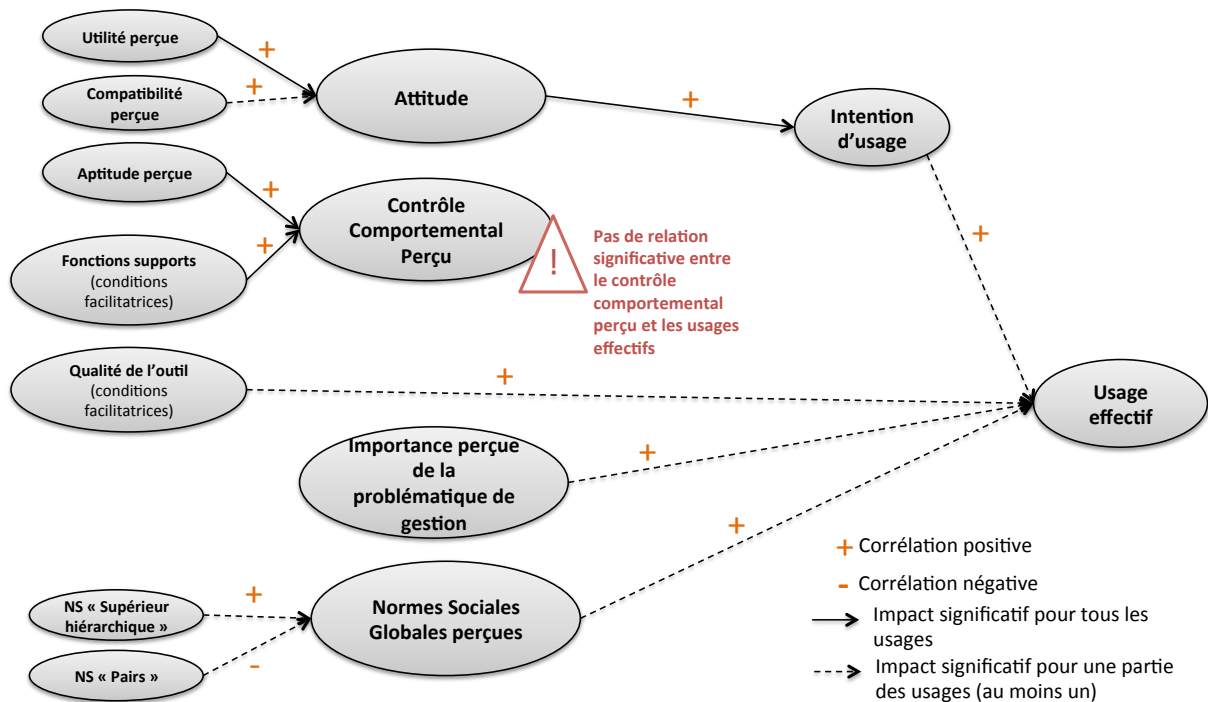 Utilité perçue
+
Compatibilité
perçue
+
Attitude
+
Intention
d'usage
Aptitude perçue
+
Contrôle
Comportemental
Perçu
+
Fonctions supports
(conditions
facilitatrices)
!
Pas de relation
significative entre
le contrôle
comportemental
perçu et les usages
effectifs
+
Qualité de l'outil
(conditions
facilitatrices)
+
Usage
effectif
Importance perçue
de la
problématique de
gestion
+
+
NS « Supérieur
hiérarchique »
+
NS « Pairs »
-
Normes Sociales
Globales perçues
+ Corrélation positive
- Corrélation négative
Impact significatif pour tous les
usages
Impact significatif pour une partie
des usages (au moins un)